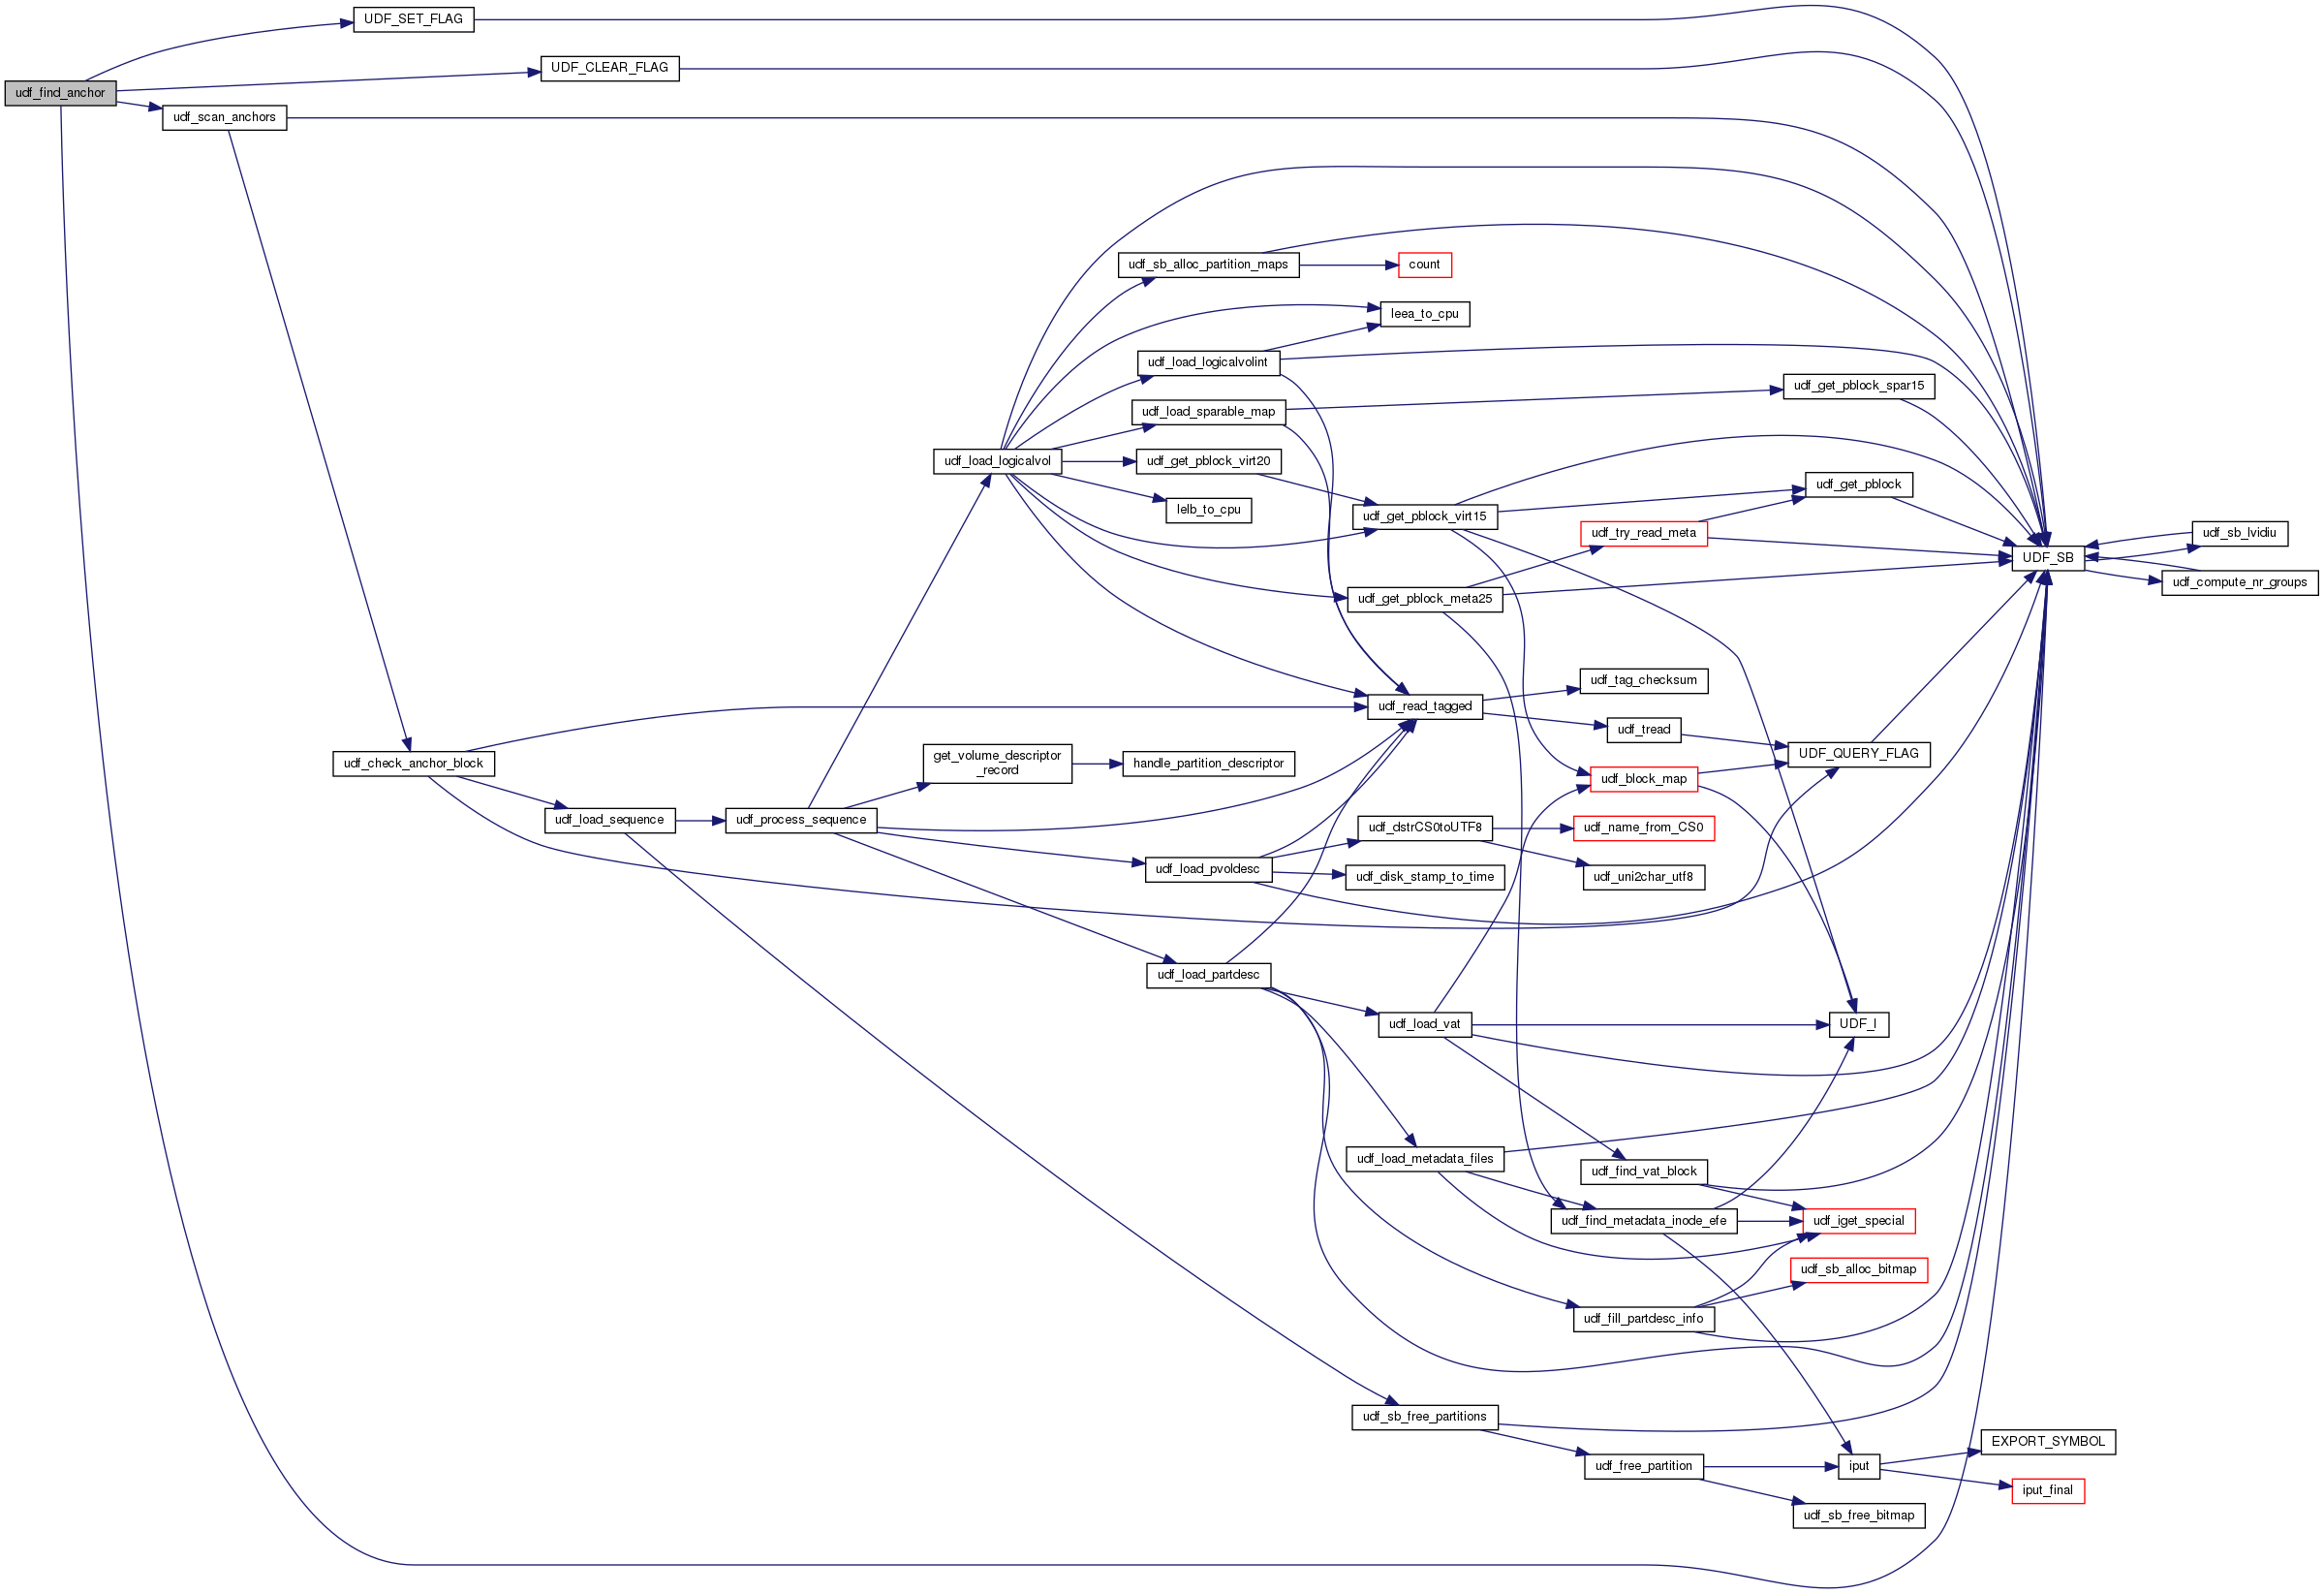 UDF_SET_FLAG
UDF_CLEAR_FLAG
udf_find_anchor
udf_scan_anchors
udf_sb_alloc_partition_maps
count
leea_to_cpu
udf_load_logicalvolint
udf_get_pblock_spar15
udf_load_sparable_map
udf_load_logicalvol
udf_get_pblock_virt20
udf_get_pblock
lelb_to_cpu
udf_get_pblock_virt15
udf_try_read_meta
udf_sb_lvidiu
UDF_SB
udf_compute_nr_groups
udf_get_pblock_meta25
udf_tag_checksum
udf_read_tagged
udf_tread
UDF_QUERY_FLAG
udf_check_anchor_block
get_volume_descriptor
_record
handle_partition_descriptor
udf_block_map
udf_load_sequence
udf_process_sequence
udf_dstrCS0toUTF8
udf_name_from_CS0
udf_load_pvoldesc
udf_disk_stamp_to_time
udf_uni2char_utf8
udf_load_partdesc
udf_load_vat
UDF_I
udf_load_metadata_files
udf_find_vat_block
udf_find_metadata_inode_efe
udf_iget_special
udf_sb_alloc_bitmap
udf_fill_partdesc_info
udf_sb_free_partitions
EXPORT_SYMBOL
udf_free_partition
iput
iput_final
udf_sb_free_bitmap